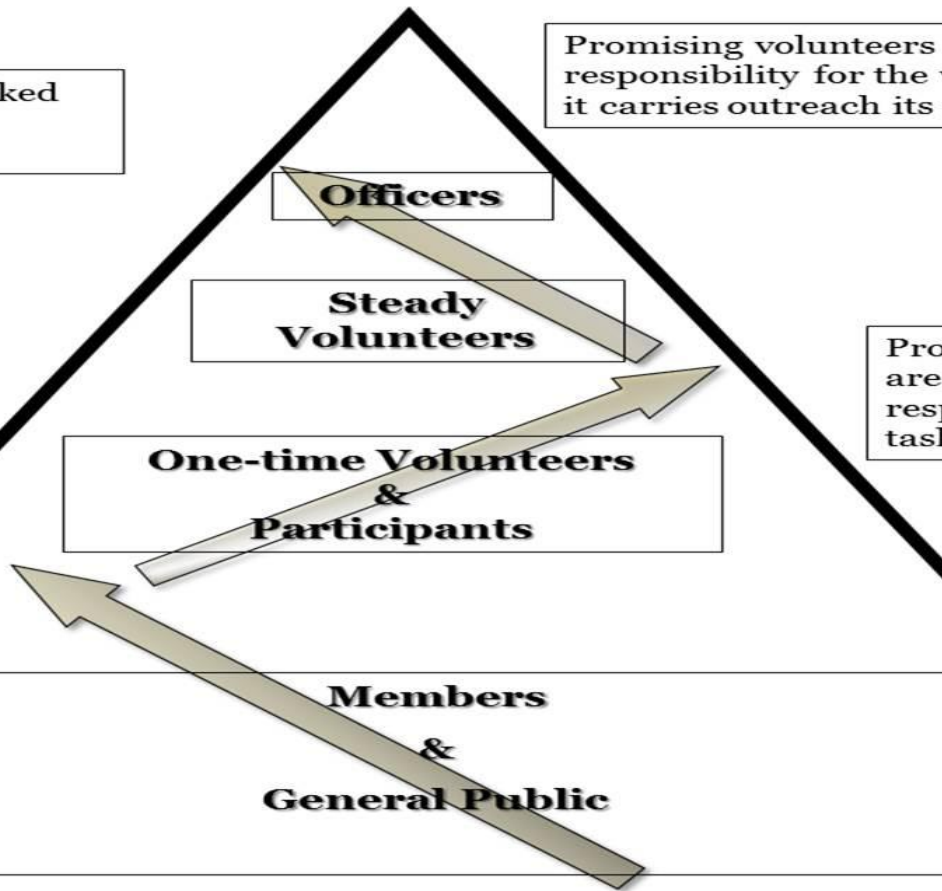 ked
Promising volunteers
responsibility for the
it carries outreach its
Officers
Steady
Volunteers
Pro
are
resp
tas
One-time Volunteers
&
Participants
Members
&
General Public